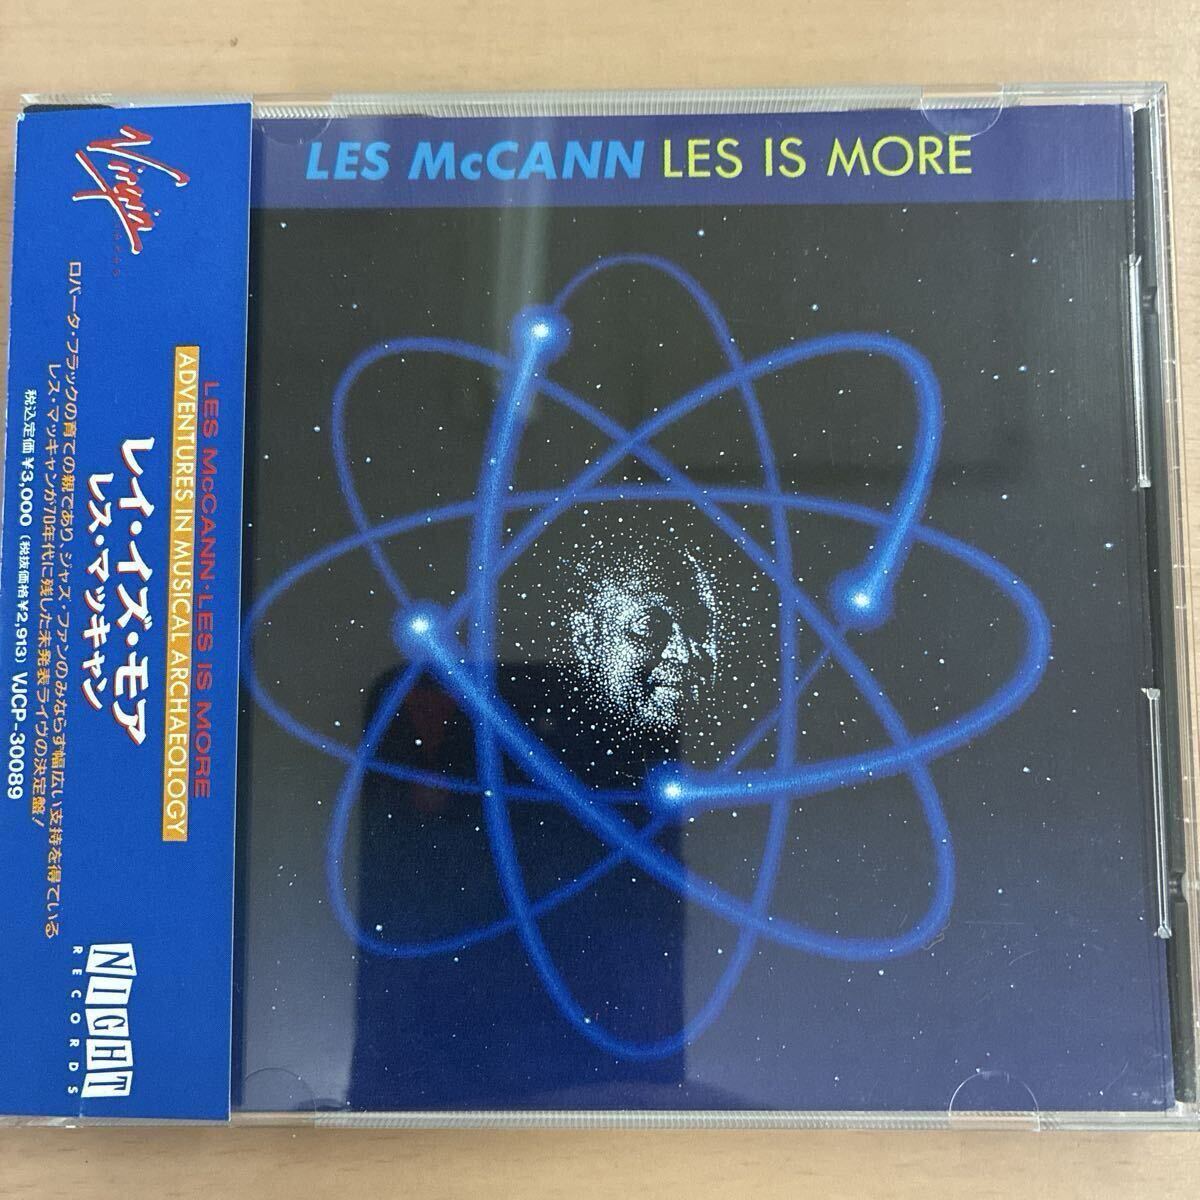 LES McCANN LES IS MORE
Virgin
LES McCANN・LES IS MORE
ADVENTURES IN MUSICAL ARCHAEOLOGY
レイ・イズ・モア
レス・マッキャン
ロバータ・フラックの育ての親であり、ジャズ・ファンのみならず幅広い支持を得ている
レス・マッキャンが70年代に残した未発表ライヴの決定盤!
税込定価¥3,000(税抜価格¥2,913) VJCP-30089
NIGHT
RECORDS